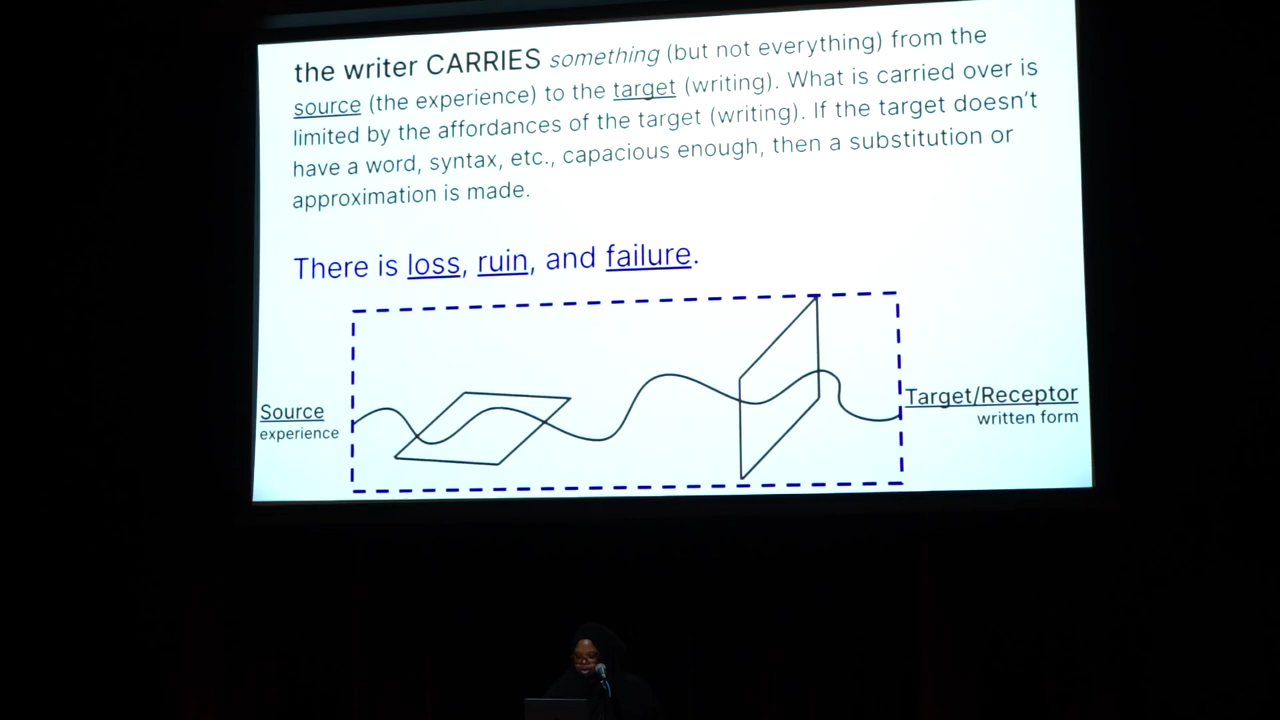 the writer CARRIES something (but not everything) from the
source (the experience) to the target (writing). What is carried over is
limited by the affordances of the target (writing). If the target doesn't
have a word, syntax, etc., capacious enough, then a substitution or
approximation is made.
There is loss, ruin, and failure.
Source
experience
Target/Receptor
written form